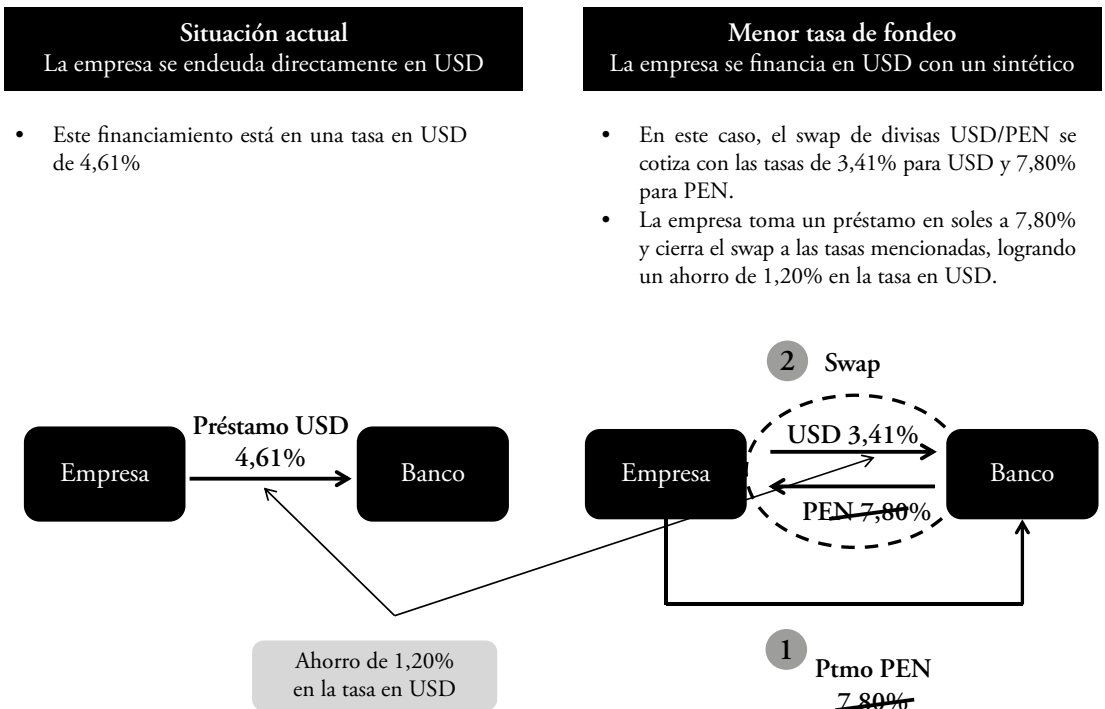 Situación actual
La empresa se endeuda directamente en USD
• Este financiamiento está en una tasa en USD
de 4,61%
Préstamo USD
4,61%
Empresa
Banco
Menor tasa de fondeo
La empresa se financia en USD con un sintético
• En este caso, el swap de divisas USD/PEN se
cotiza con las tasas de 3,41% para USD y 7,80%
para PEN.
• La empresa toma un préstamo en soles a 7,80%
y cierra el swap a las tasas mencionadas, logrando
un ahorro de 1,20% en la tasa en USD.
2 Swap
USD 3,41%
Empresa
Banco
PEN 7,80%
1
Ptmo PEN
7,80%
Ahorro de 1,20%
en la tasa en USD